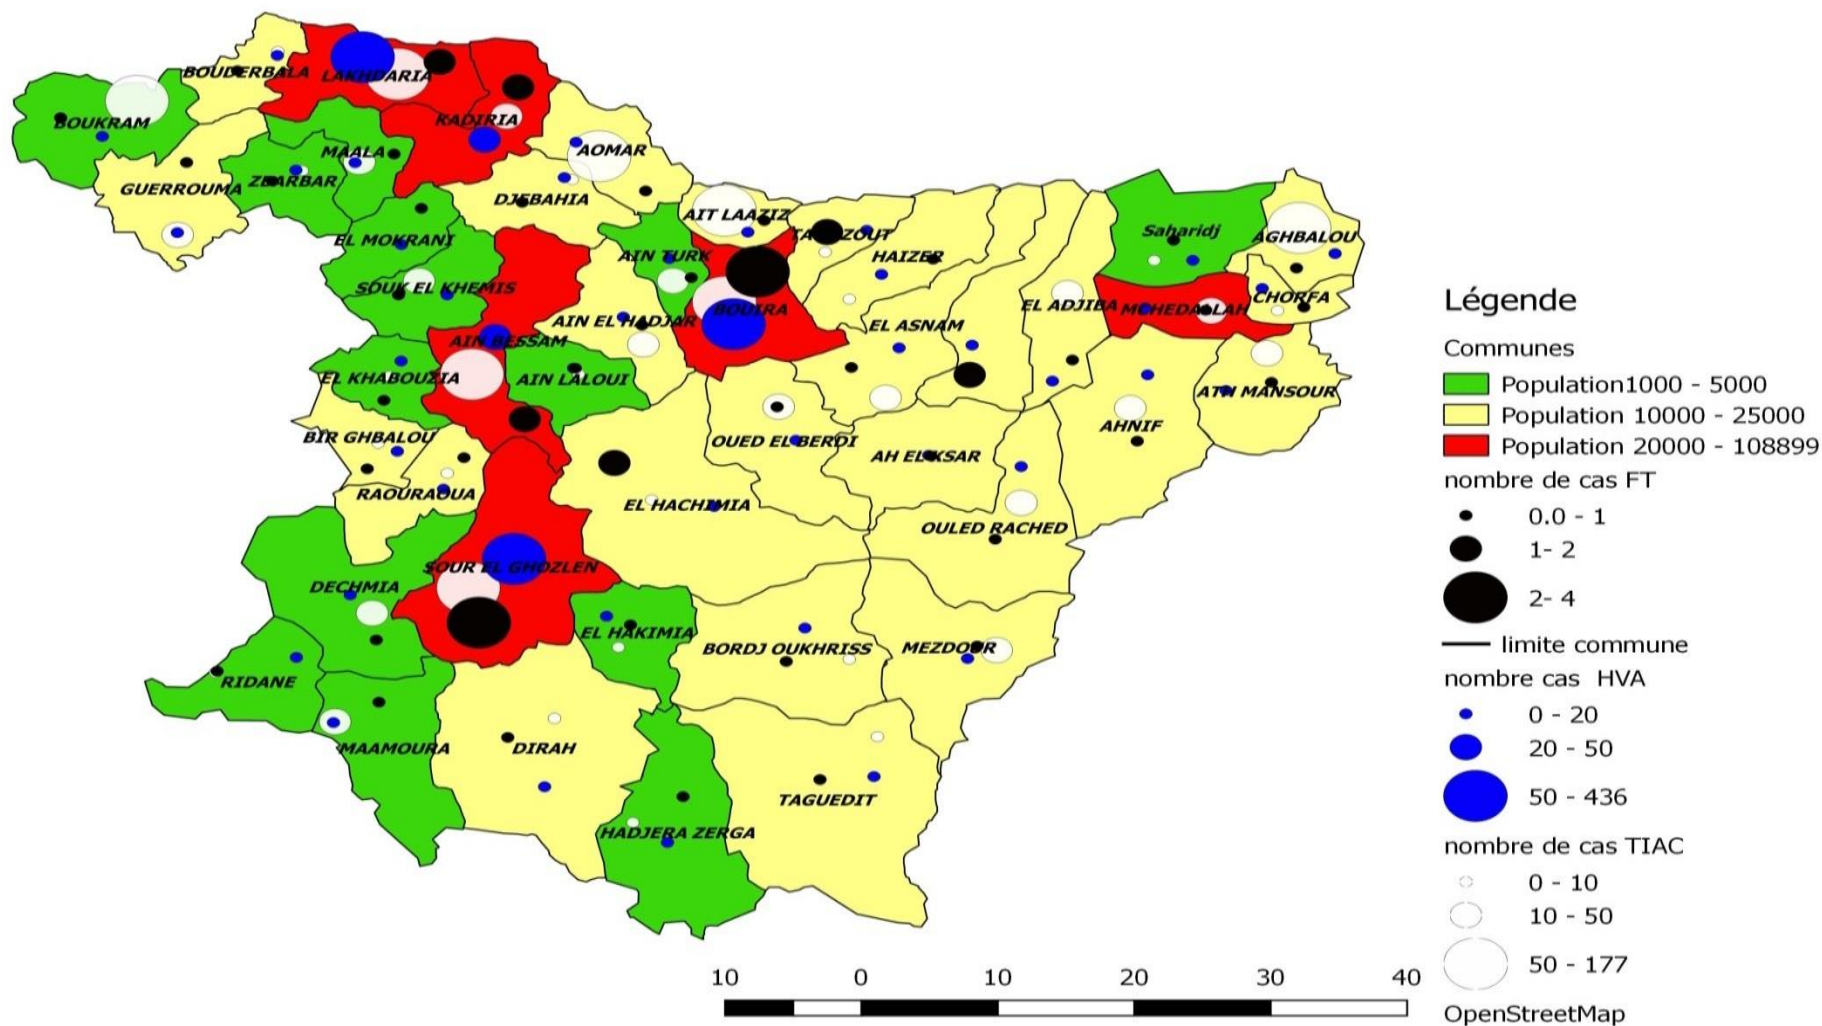 BOUDERBALA
LAKHDARIA
BOUKRAM
KADIRIA
MAALA
AOMAR
GUERROUMA
ZBARBAR
DJEBAHIA
AIT LAAZIZ
EL MOKRANI
Saharidj
AGHBALOU
AIN TURK
HAIZER
SOUK EL KHEMIS
BOUIRA
EL ADJIBA
MCHEDALLAH
CHORFA
AIN EL HADJAR
EL ASNAM
AIN BESSAM
EL KHABOUZIA
AIN LALOUI
ATH MANSOUR
AHNIF
BIR GHBALOU
OUED EL BERDI
AH EL KSAR
RAOURAOUA
EL HACHIMIA
OULED RACHED
SOUR EL GHOZLEN
DECHMIA
EL HAKIMIA
BORDJ OUKHRISS
MEZDOUR
RIDANE
MAAMOURA
DIRAH
TAGUEDIT
HADJERA ZERGA
10 0 10 20 30 40
Légende
Communes
Population1000 - 5000
Population 10000 - 25000
Population 20000 - 108899
nombre de cas FT
0.0 - 1
1- 2
2- 4
limite commune
nombre cas HVA
0 - 20
20 - 50
50 - 436
nombre de cas TIAC
0 - 10
10 - 50
50 - 177
OpenStreetMap